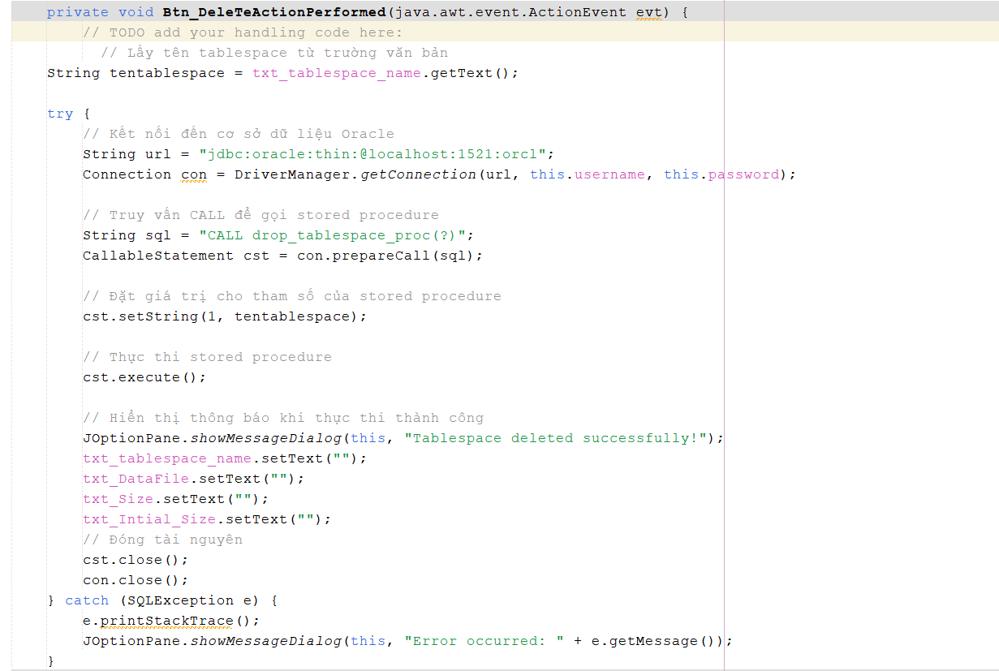 private void Btn_DeleTeActionPerformed(java.awt.event.ActionEvent evt) {
// TODO add your handling code here:
// Lấy tên tablespace từ trường văn bản
String tentablespace = txt_tablespace_name.getText();
try {
// Kết nối đến cơ sở dữ liệu Oracle
String url = "jdbc:oracle:thin:@localhost:1521:orcl";
Connection con = DriverManager.getConnection(url, this.username, this.password);
// Truy vấn CALL để gọi stored procedure
String sql = "CALL drop_tablespace_proc(?)";
CallableStatement cst = con.prepareCall(sql);
// Đặt giá trị cho tham số của stored procedure
cst.setString(1, tentablespace);
// Thực thi stored procedure
cst.execute();
// Hiển thị thông báo khi thực thi thành công
JOptionPane.showMessageDialog(this, "Tablespace deleted successfully!");
txt_tablespace_name.setText("");
txt_DataFile.setText("");
txt_Size.setText("");
txt_Intial_Size.setText("");
// Đóng tài nguyên
cst.close();
con.close();
} catch (SQLException e) {
e.printStackTrace();
JOptionPane.showMessageDialog(this, "Error occurred: " + e.getMessage());
}